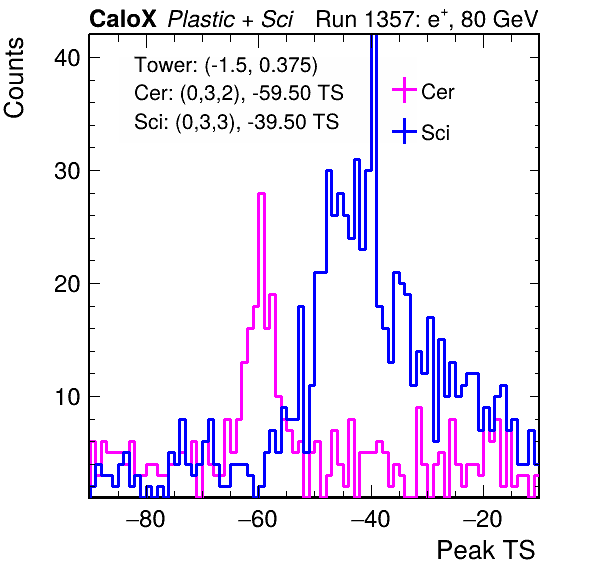 CaloX Plastic + Sci Run 1357: e⁺, 80 GeV
Counts
Tower: (-1.5, 0.375)
Cer: (0,3,2), -59.50 TS
Sci: (0,3,3), -39.50 TS
Cer
Sci
40
30
20
10
−80 −60 −40 −20
Peak TS